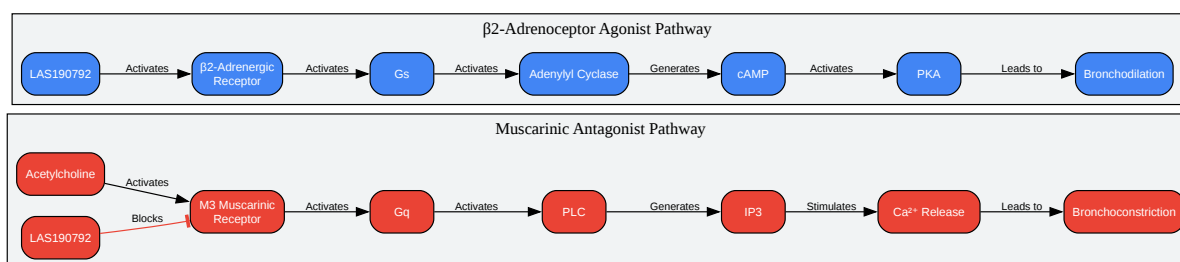 β2-Adrenoceptor Agonist Pathway
LAS190792
Activates
β2-Adrenergic
Receptor
Activates
Gs
Activates
Adenylyl Cyclase
Generates
cAMP
Activates
PKA
Leads to
Bronchodilation
Muscarinic Antagonist Pathway
Acetylcholine
Activates
LAS190792
Blocks
M3 Muscarinic
Receptor
Activates
Gq
Activates
PLC
Generates
IP3
Stimulates
Ca²⁺ Release
Leads to
Bronchoconstriction